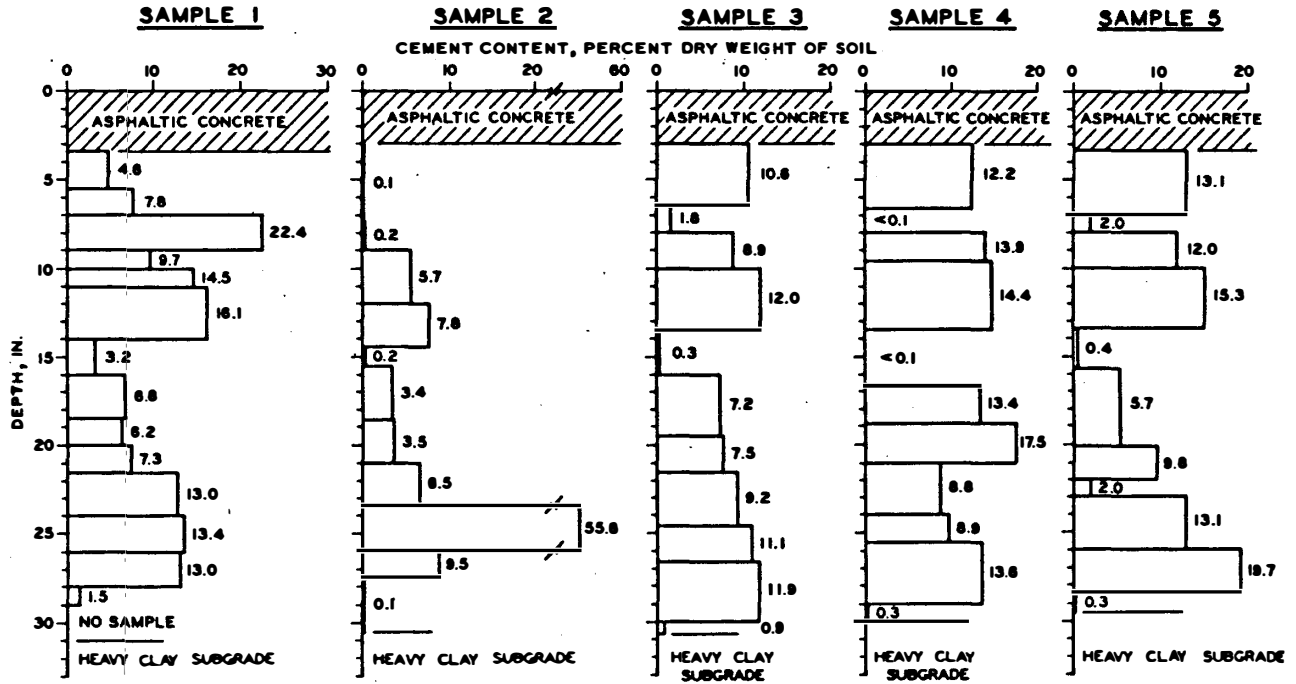 SAMPLE 1
SAMPLE 2
SAMPLE 3
SAMPLE 4
SAMPLE 5
CEMENT CONTENT, PERCENT DRY WEIGHT OF SOIL
0 10 20 30
0 10 60
0 10 20
0 10 20
0 10 20
DEPTH, IN.
0
5
10
15
20
25
30
ASPHALTIC CONCRETE
4.6
7.8
22.4
9.7
14.5
16.1
3.2
6.8
6.2
7.3
13.0
13.4
13.0
1.5
NO SAMPLE
HEAVY CLAY SUBGRADE
ASPHALTIC CONCRETE
0.1
0.2
5.7
7.8
0.2
3.4
3.5
6.5
55.8
9.5
0.1
HEAVY CLAY SUBGRADE
ASPHALTIC CONCRETE
10.6
1.8
8.9
12.0
0.3
7.2
7.5
9.2
11.1
11.9
0.9
HEAVY CLAY
SUBGRADE
ASPHALTIC CONCRETE
12.2
<0.1
13.9
14.4
<0.1
13.4
17.5
8.8
8.9
13.6
0.3
HEAVY CLAY
SUBGRADE
ASPHALTIC CONCRETE
13.1
2.0
12.0
15.3
0.4
5.7
9.8
2.0
13.1
19.7
0.3
HEAVY CLAY SUBGRADE